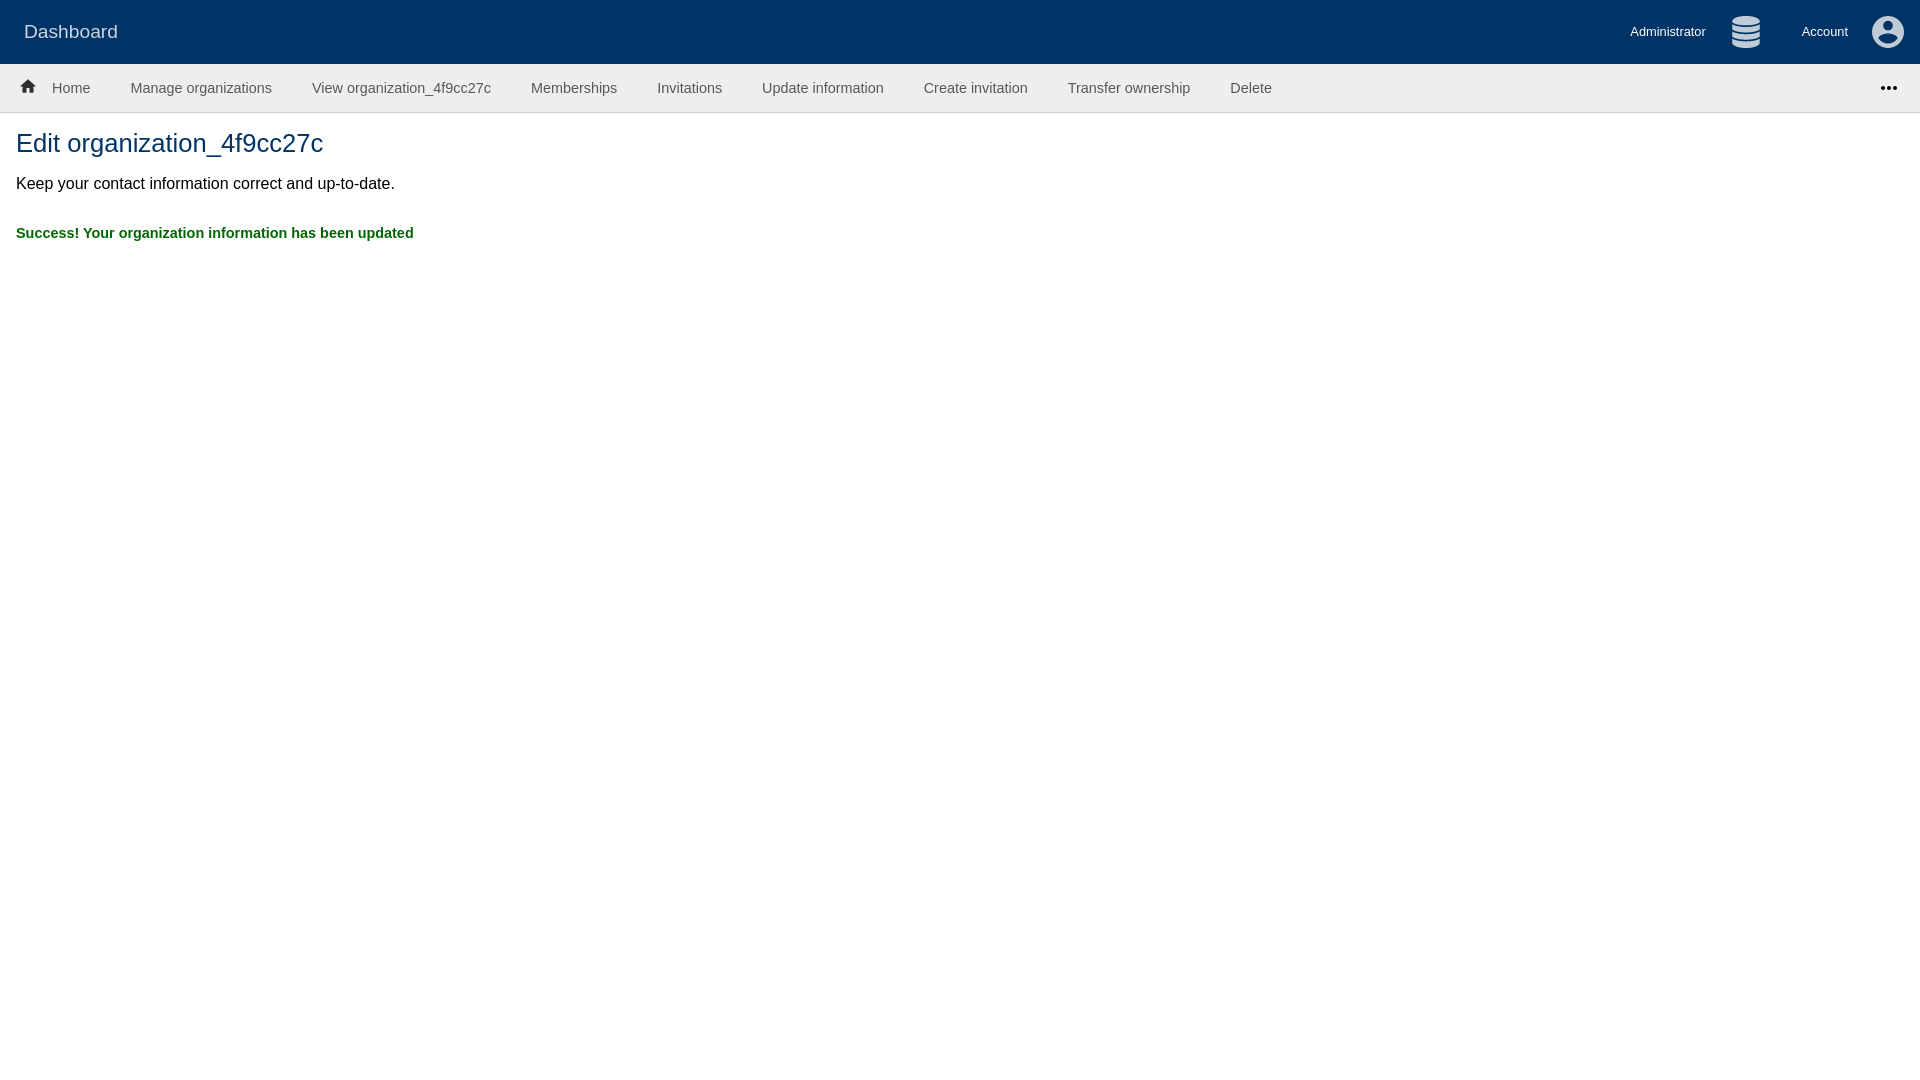 Dashboard
Administrator
Account
Home
Manage organizations
View organization_4f9cc27c
Memberships
Invitations
Update information
Create invitation
Transfer ownership
Delete
Edit organization_4f9cc27c
Keep your contact information correct and up-to-date.
Success! Your organization information has been updated